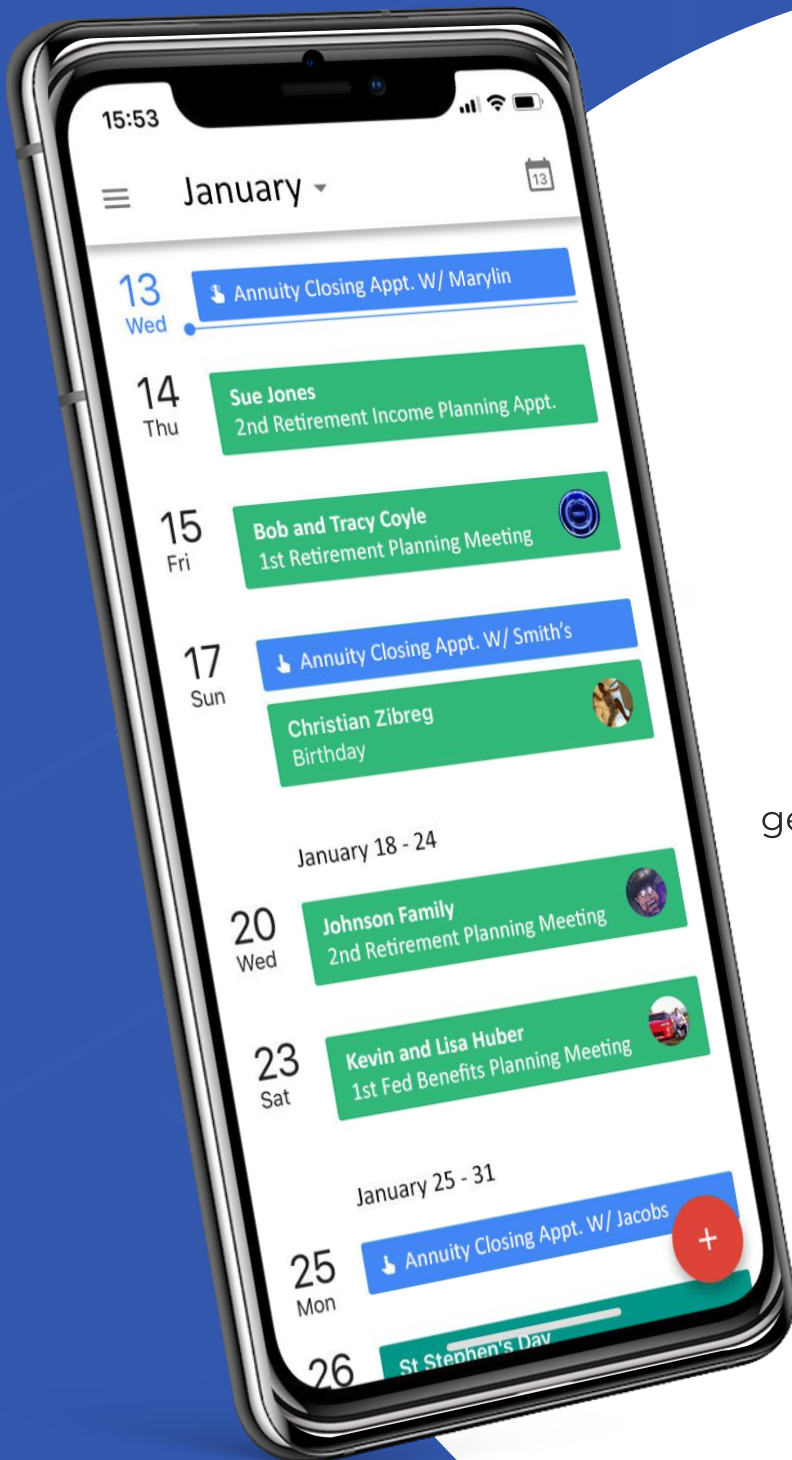 15:53
January
13
13
Wed
Annuity Closing Appt. W/ Marylin
14
Thu
Sue Jones
2nd Retirement Income Planning Appt.
15
Fri
Bob and Tracy Coyle
1st Retirement Planning Meeting
17
Sun
Annuity Closing Appt. W/ Smith's
Christian Zibreg
Birthday
January 18 - 24
20
Wed
Johnson Family
2nd Retirement Planning Meeting
23
Sat
Kevin and Lisa Huber
1st Fed Benefits Planning Meeting
January 25 - 31
25
Mon
Annuity Closing Appt. W/ Jacobs
+
26
St Stephen's Day
ge